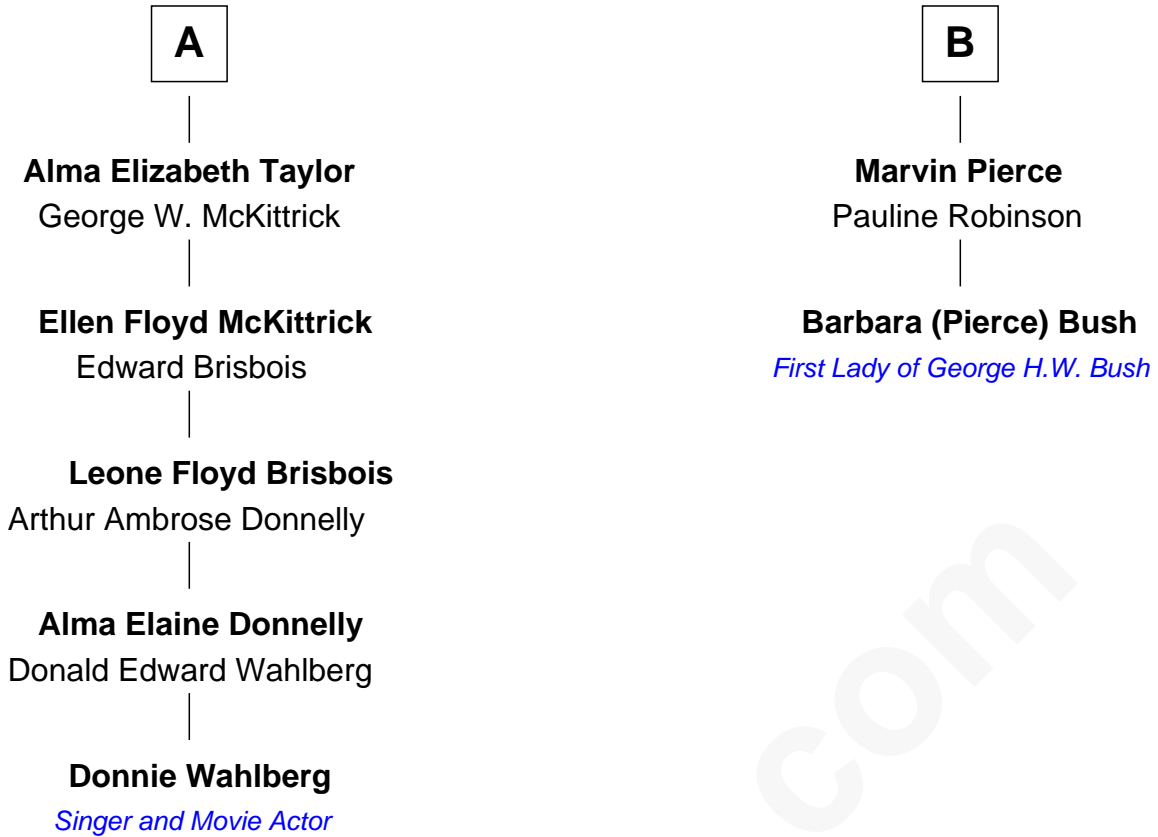 A
Alma Elizabeth Taylor
George W. McKittrick
Ellen Floyd McKittrick
Edward Brisbois
Leone Floyd Brisbois
Arthur Ambrose Donnelly
Alma Elaine Donnelly
Donald Edward Wahlberg
Donnie Wahlberg
Singer and Movie Actor
B
Marvin Pierce
Pauline Robinson
Barbara (Pierce) Bush
First Lady of George H.W. Bush
com